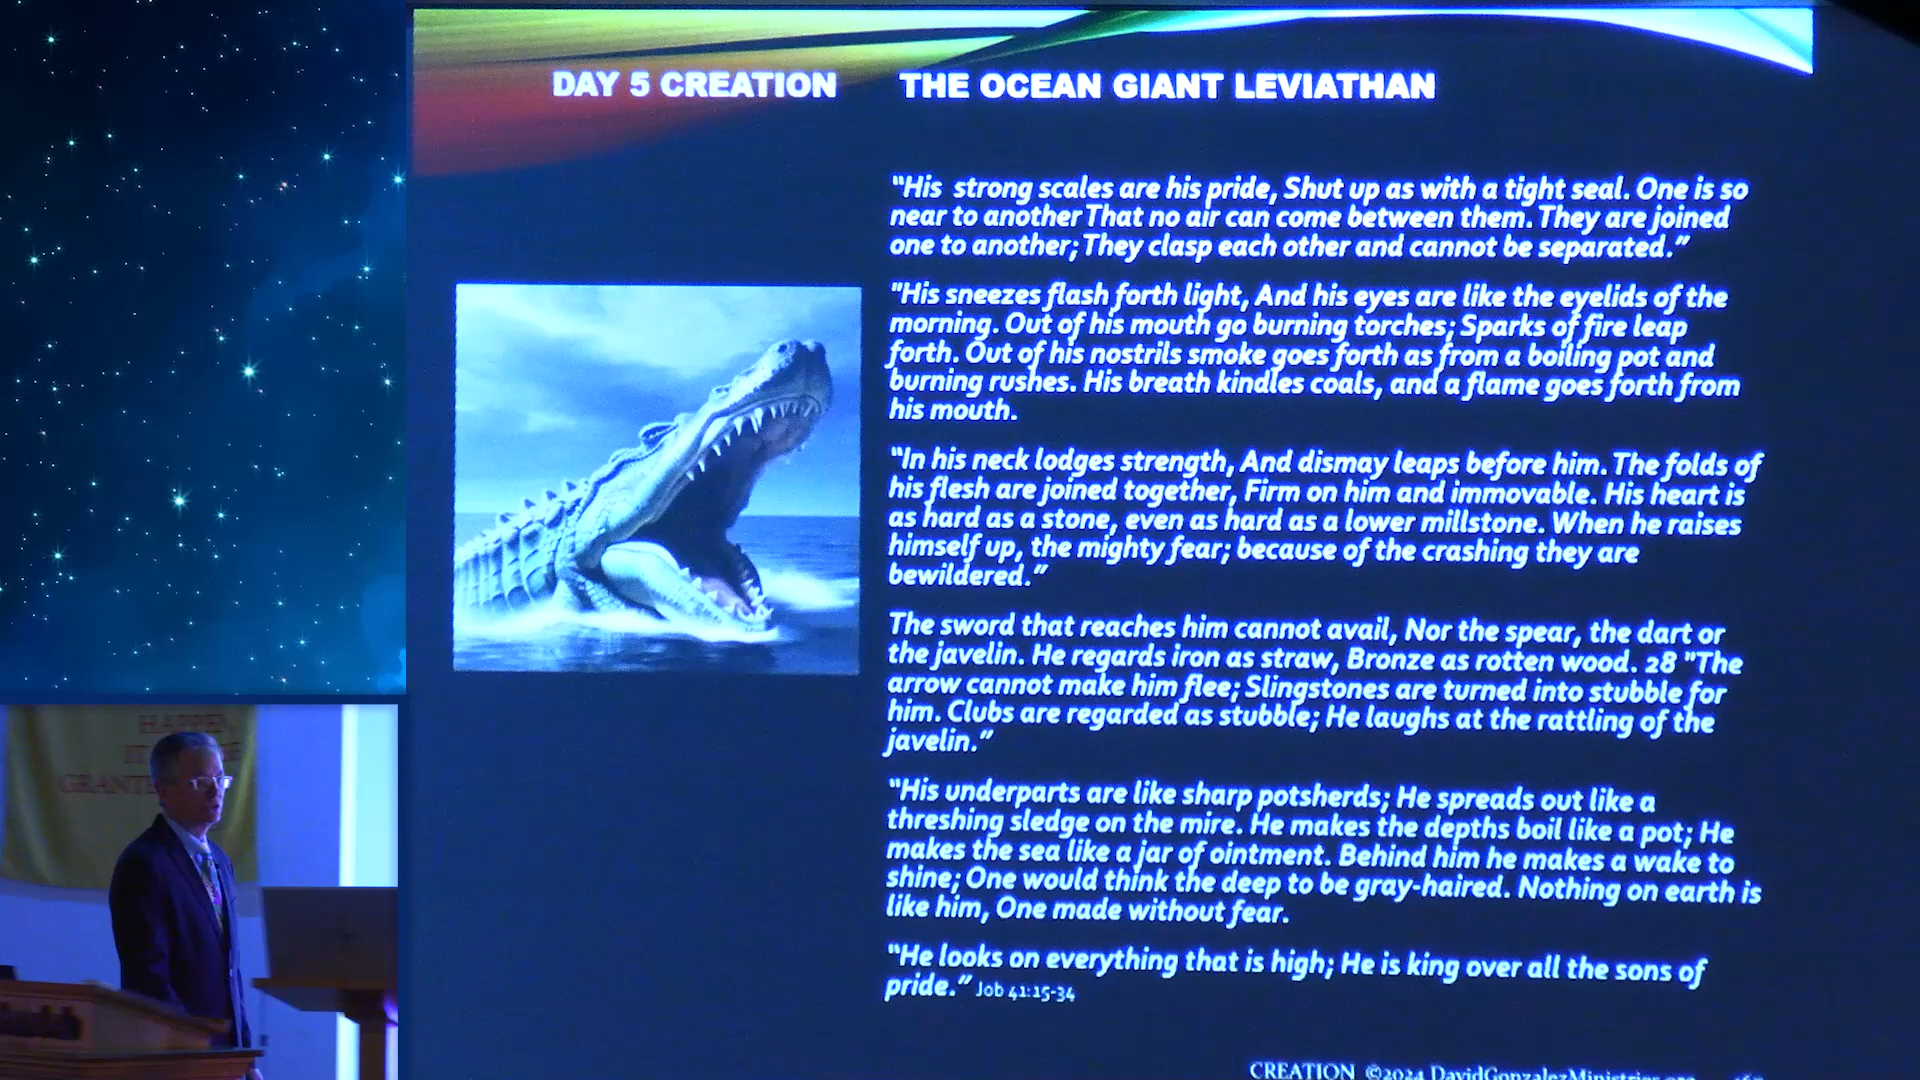 DAY 5 CREATION
THE OCEAN GIANT LEVIATHAN
“His strong scales are his pride, Shut up as with a tight seal. One is so
near to another That no air can come between them. They are joined
one to another; They clasp each other and cannot be separated.”
"His sneezes flash forth light, And his eyes are like the eyelids of the
morning. Out of his mouth go burning torches; Sparks of fire leap
forth. Out of his nostrils smoke goes forth as from a boiling pot and
burning rushes. His breath kindles coals, and a flame goes forth from
his mouth.
“In his neck lodges strength, And dismay leaps before him. The folds of
his flesh are joined together, Firm on him and immovable. His heart is
as hard as a stone, even as hard as a lower millstone. When he raises
himself up, the mighty fear; because of the crashing they are
bewildered.”
The sword that reaches him cannot avail, Nor the spear, the dart or
the javelin. He regards iron as straw, Bronze as rotten wood. 28 "The
arrow cannot make him flee; Slingstones are turned into stubble for
him. Clubs are regarded as stubble; He laughs at the rattling of the
javelin.”
“His underparts are like sharp potsherds; He spreads out like a
threshing sledge on the mire. He makes the depths boil like a pot; He
makes the sea like a jar of ointment. Behind him he makes a wake to
shine; One would think the deep to be gray-haired. Nothing on earth is
like him, One made without fear.
“He looks on everything that is high; He is king over all the sons of
pride.” Job 41:15-34
CREATION ©2024 DavidGonzalezMinistries.org
HAPPEN,
IT
GRANT